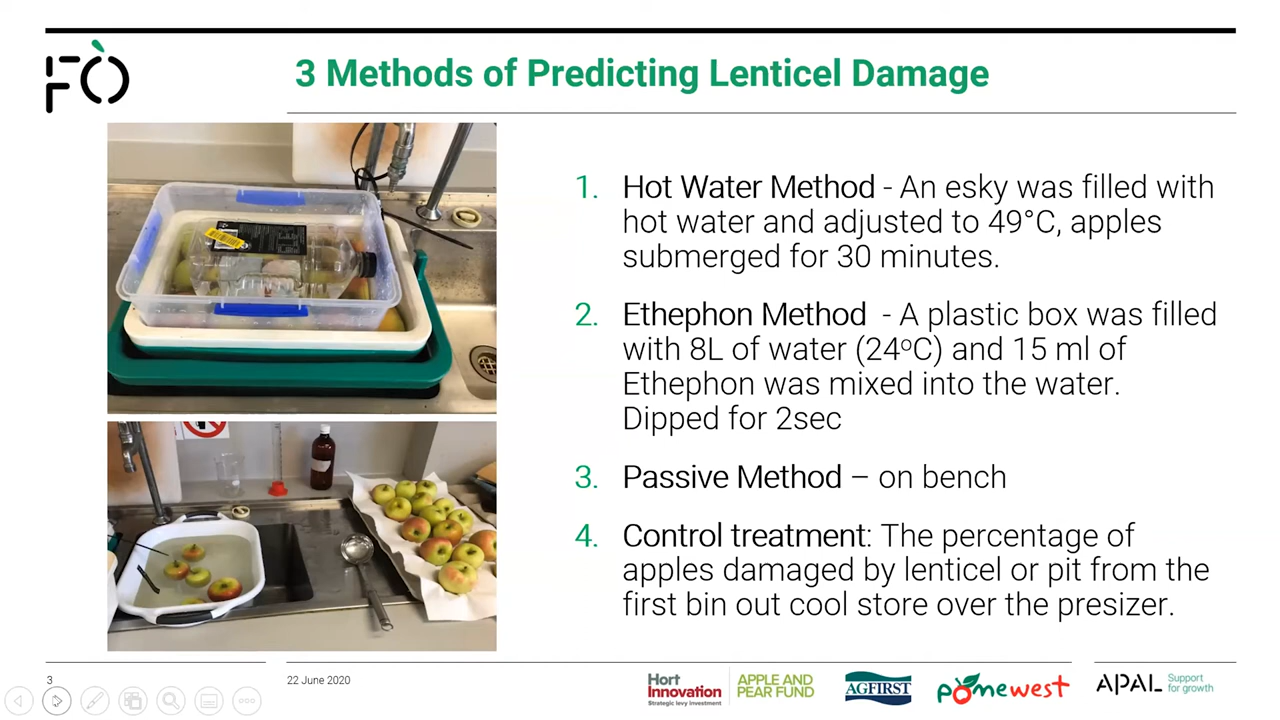 FO
3 Methods of Predicting Lenticel Damage
1. Hot Water Method - An esky was filled with
hot water and adjusted to 49°C, apples
submerged for 30 minutes.
2. Ethephon Method - A plastic box was filled
with 8L of water (24oC) and 15 ml of
Ethephon was mixed into the water.
Dipped for 2sec
3. Passive Method – on bench
4. Control treatment: The percentage of
apples damaged by lenticel or pit from the
first bin out cool store over the presizer.
3
22 June 2020
Hort
Innovation
Strategic levy investment
APPLE AND
PEAR FUND
AGFIRST
pomewest
APAL
Support
for growth